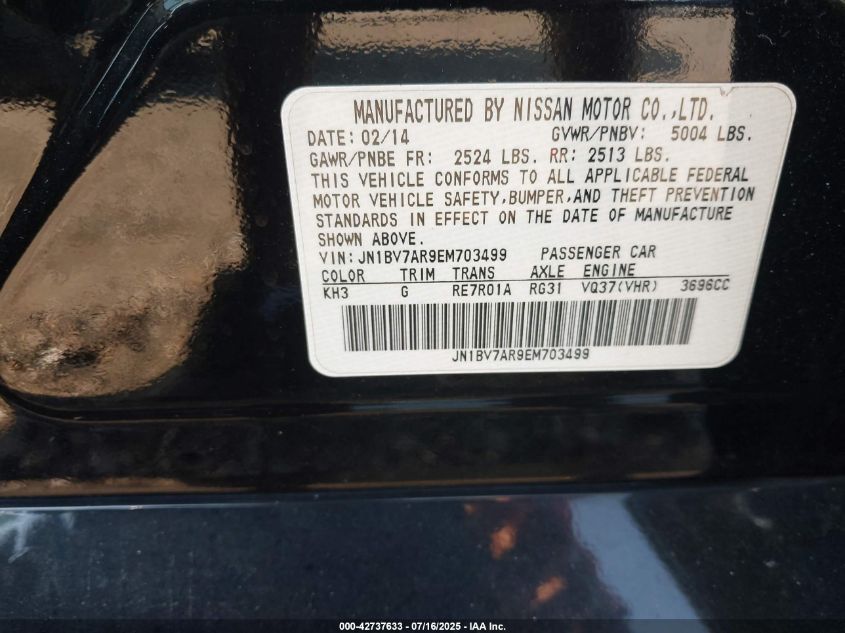 MANUFACTURED BY NISSAN MOTOR CO.,LTD.
DATE: 02/14 GVWR/PNBV: 5004 LBS.
GAWR/PNBE FR: 2524 LBS. RR: 2513 LBS.
THIS VEHICLE CONFORMS TO ALL APPLICABLE FEDERAL
MOTOR VEHICLE SAFETY,BUMPER,AND THEFT PREVENTION
STANDARDS IN EFFECT ON THE DATE OF MANUFACTURE
SHOWN ABOVE.
VIN:JN1BV7AR9EM703499 PASSENGER CAR
COLOR TRIM TRANS AXLE ENGINE
KH3 G RE7R01A RG31 VQ37(VHR) 3696CC
JN1BV7AR9EM703499
000-42737633 - 07/16/2025 - IAA Inc.